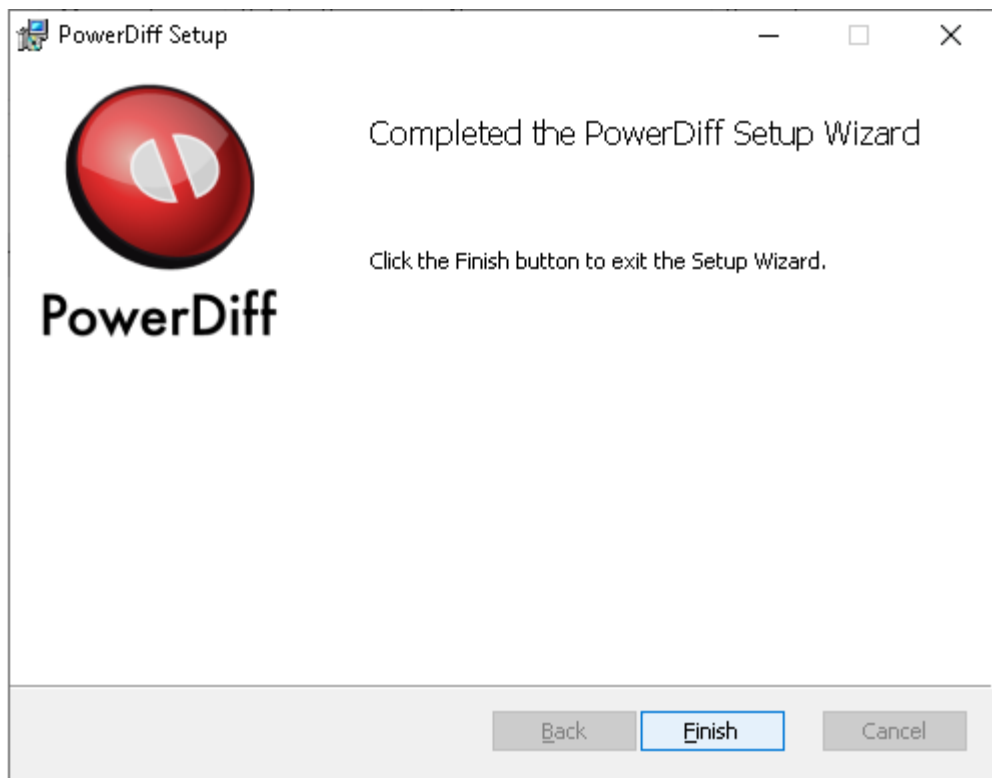 PowerDiff Setup
Completed the PowerDiff Setup Wizard
Click the Finish button to exit the Setup Wizard.
PowerDiff
Back
Finish
Cancel